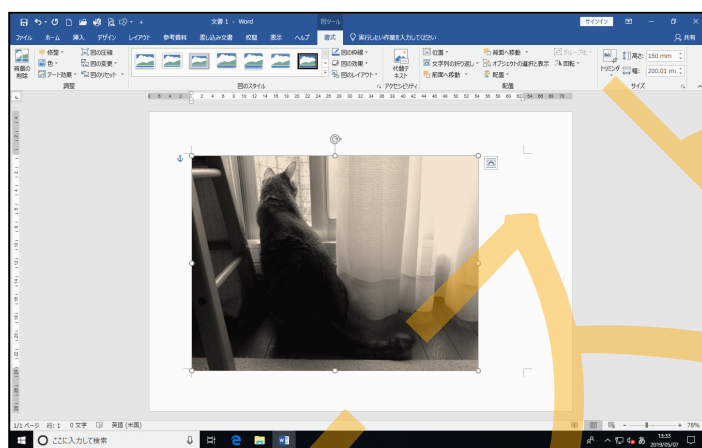 文書 1 - Word
図ツール
サインイン
ファイル ホーム 挿入 デザイン レイアウト 参考資料 差し込み文書 校閲 表示 ヘルプ 書式 実行したい作業を入力してください 共有
背景の削除
修整
色
アート効果
図の圧縮
図の変更
図のリセット
調整
図のスタイル
図の枠線
図の効果
図のレイアウト
代替テキスト
アクセシビリティ
位置
文字列の折り返し
前面へ移動
背面へ移動
オブジェクトの選択と表示
配置
グループ化
回転
配置
トリミング
高さ: 150 mm
幅: 200.01 m
サイズ
1/1 ページ 行: 1 0 文字 英語 (米国) 78%
ここに入力して検索
あ
13:33
2019/05/07